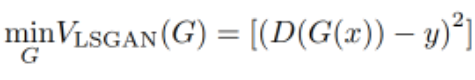 min_G V_LSGAN(G) = [(D(G(x)) − y)²]